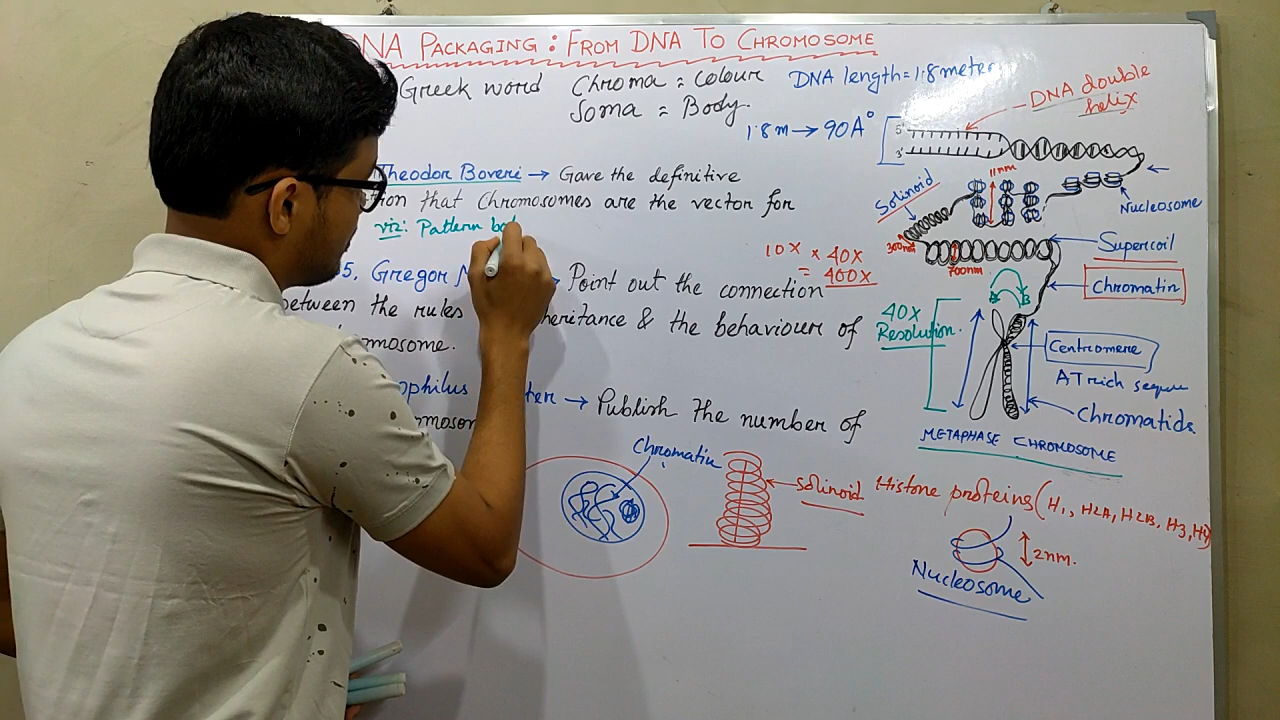 NA PACKAGING : FROM DNA TO CHROMOSOME
Greek word Chroma = Colour
Soma = Body.
DNA length = 1.8meter
1.8m → 90A°
DNA double
helix
5'
3'
11nm
Nucleosome
Solinoid
300nm
700nm
Supercoil
Chromatin
Theodor Boveri → Gave the definitive
tion that Chromosomes are the vector for
viz: Pattern
10x x 40x
= 400x
5. Gregor → Point out the connection
between the rules heritance & the behaviour of
mosome.
40X
Resolution.
Centromere
AT rich seque
Chromatids
METAPHASE CHROMOSOME
ophilus ter → Publish the number of
moson
Chromatin
Solinoid
Histone proteins (H1, H2A, H2B, H3, H4)
2nm.
Nucleosome